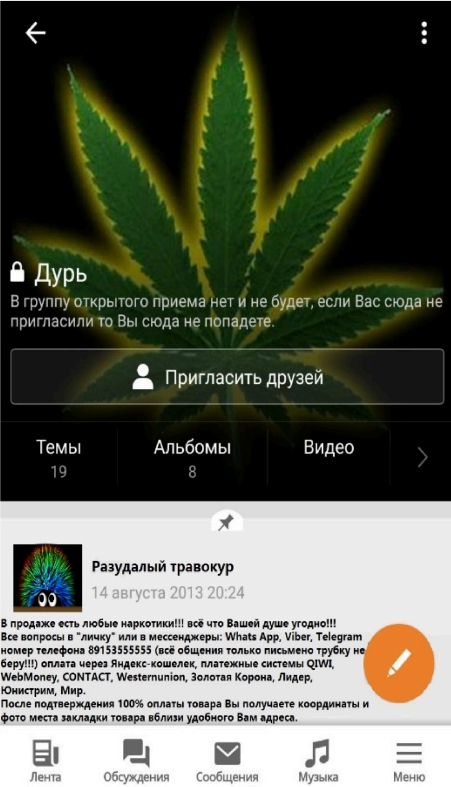 Дурь
В группу открытого приема нет и не будет, если Вас сюда не
пригласили то Вы сюда не попадете.
Пригласить друзей
Темы Альбомы Видео
19 8
Разудалый травокур
14 августа 2013 20:24
В продаже есть любые наркотики!!! всё что Вашей душе угодно!!!
Все вопросы в "личку" или в мессенджеры: Whats App, Viber, Telegram
номер телефона 89153555555 (всё общения только письмено трубку не
беру!!!) оплата через Яндекс-кошелек, платежные системы QIWI,
WebMoney, CONTACT, Westernunion, Золотая Корона, Лидер,
Юнистрим, Мир.
После подтверждения 100% оплаты товара Вы получаете координаты и
фото места закладки товара вблизи удобного Вам адреса.
Лента Обсуждения Сообщения Музыка Меню